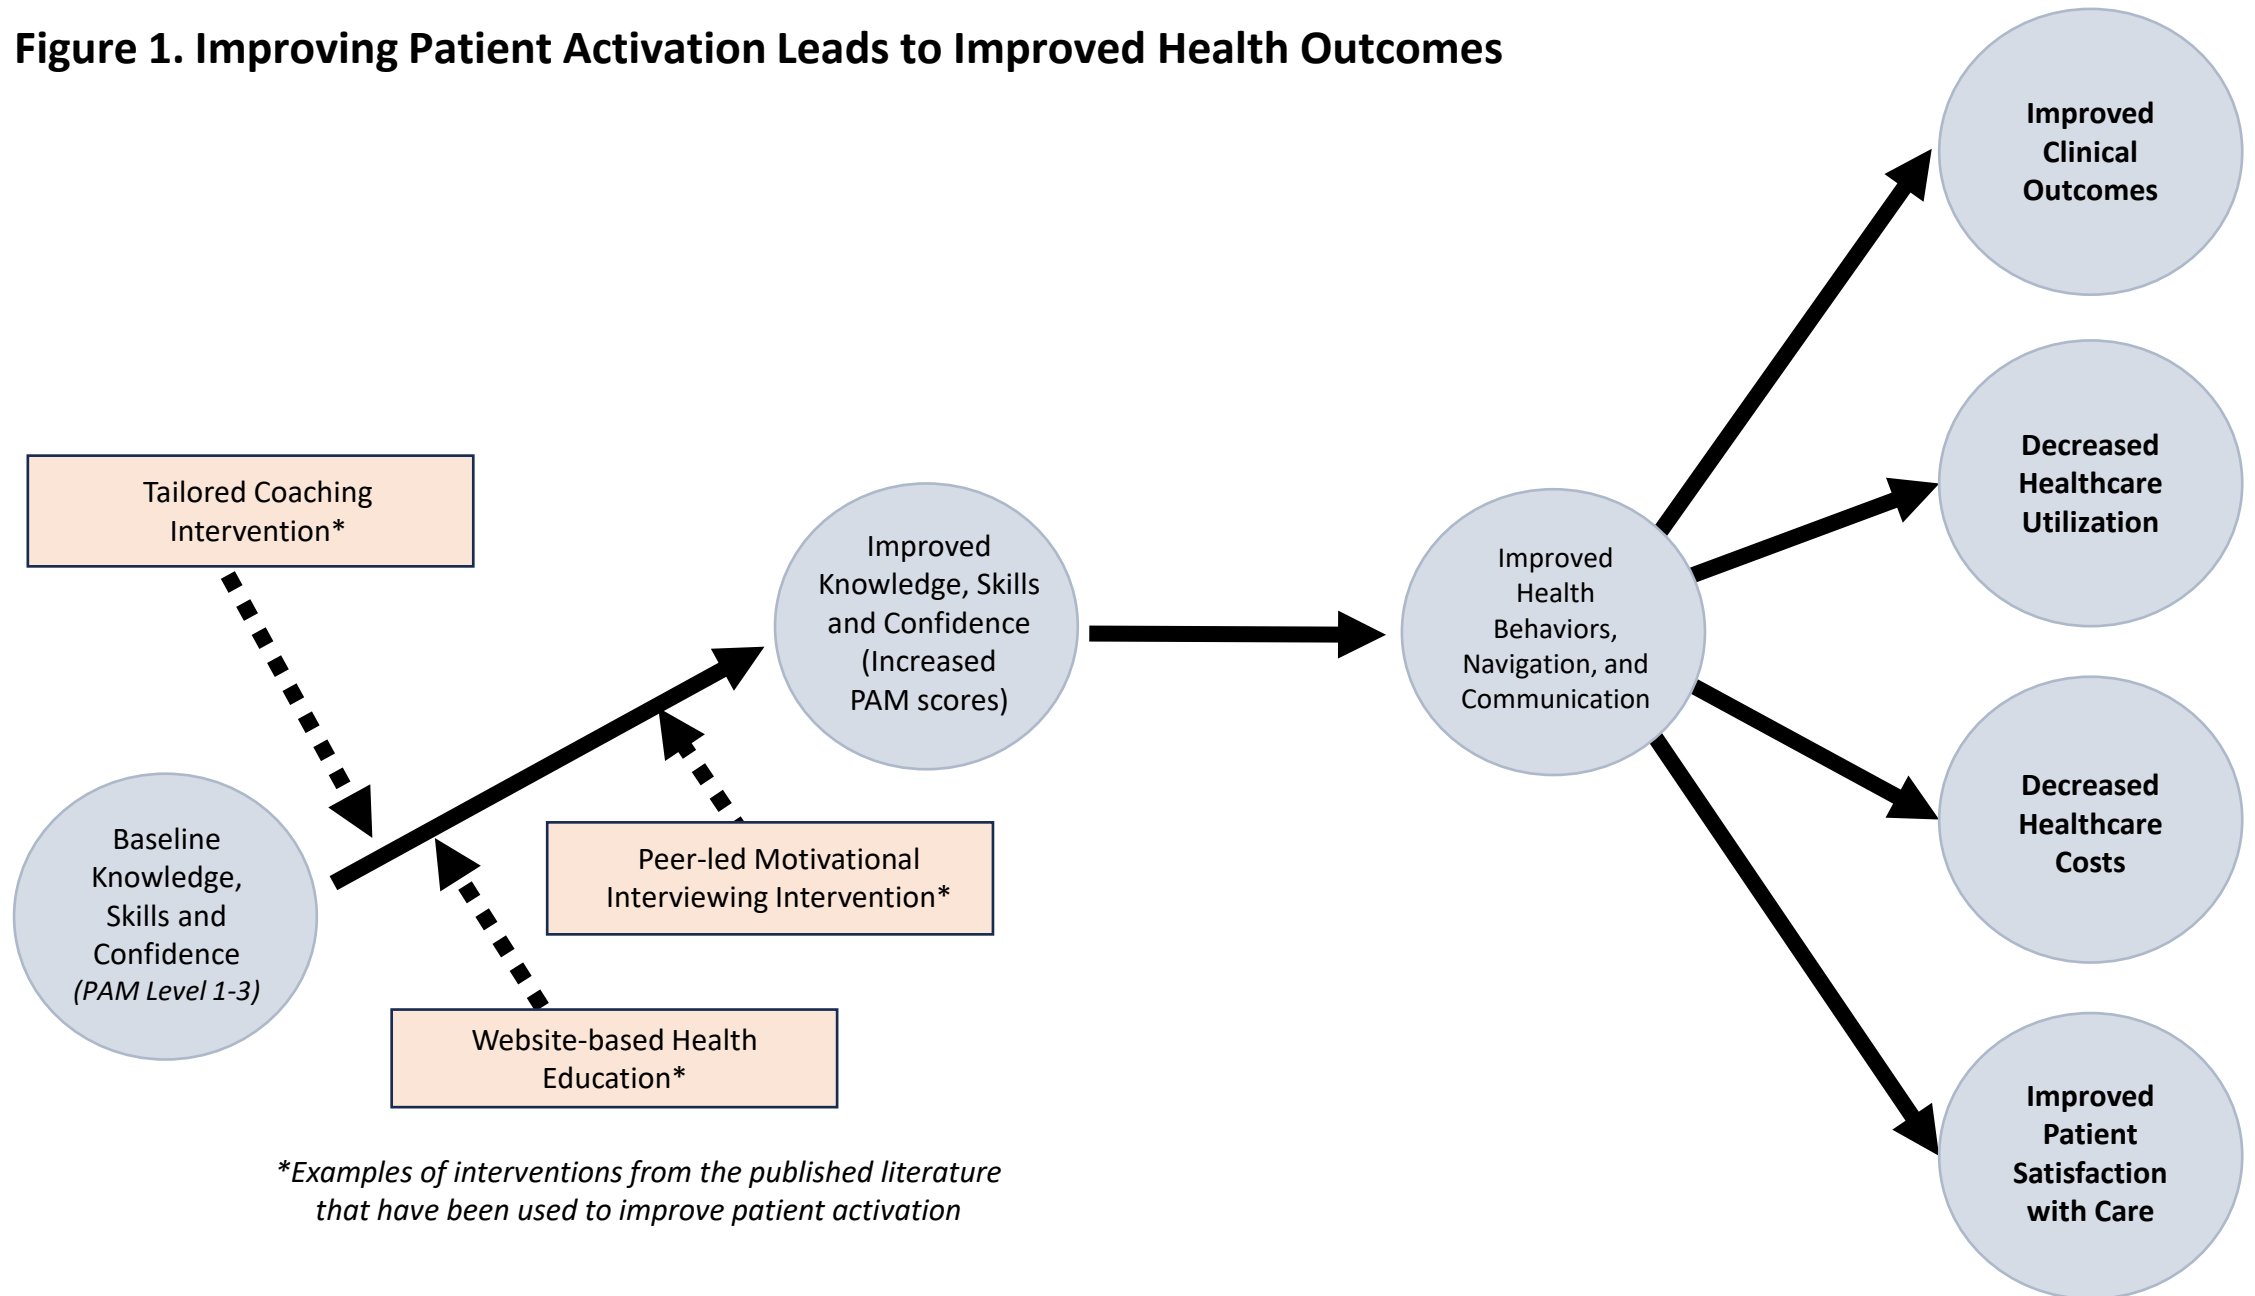 Figure 1. Improving Patient Activation Leads to Improved Health Outcomes
Tailored Coaching
Intervention*
Baseline
Knowledge,
Skills and
Confidence
(PAM Level 1-3)
Website-based Health
Education*
Peer-led Motivational
Interviewing Intervention*
*Examples of interventions from the published literature
that have been used to improve patient activation
Improved
Knowledge, Skills
and Confidence
(Increased
PAM scores)
Improved
Health
Behaviors,
Navigation, and
Communication
Improved
Clinical
Outcomes
Decreased
Healthcare
Utilization
Decreased
Healthcare
Costs
Improved
Patient
Satisfaction
with Care